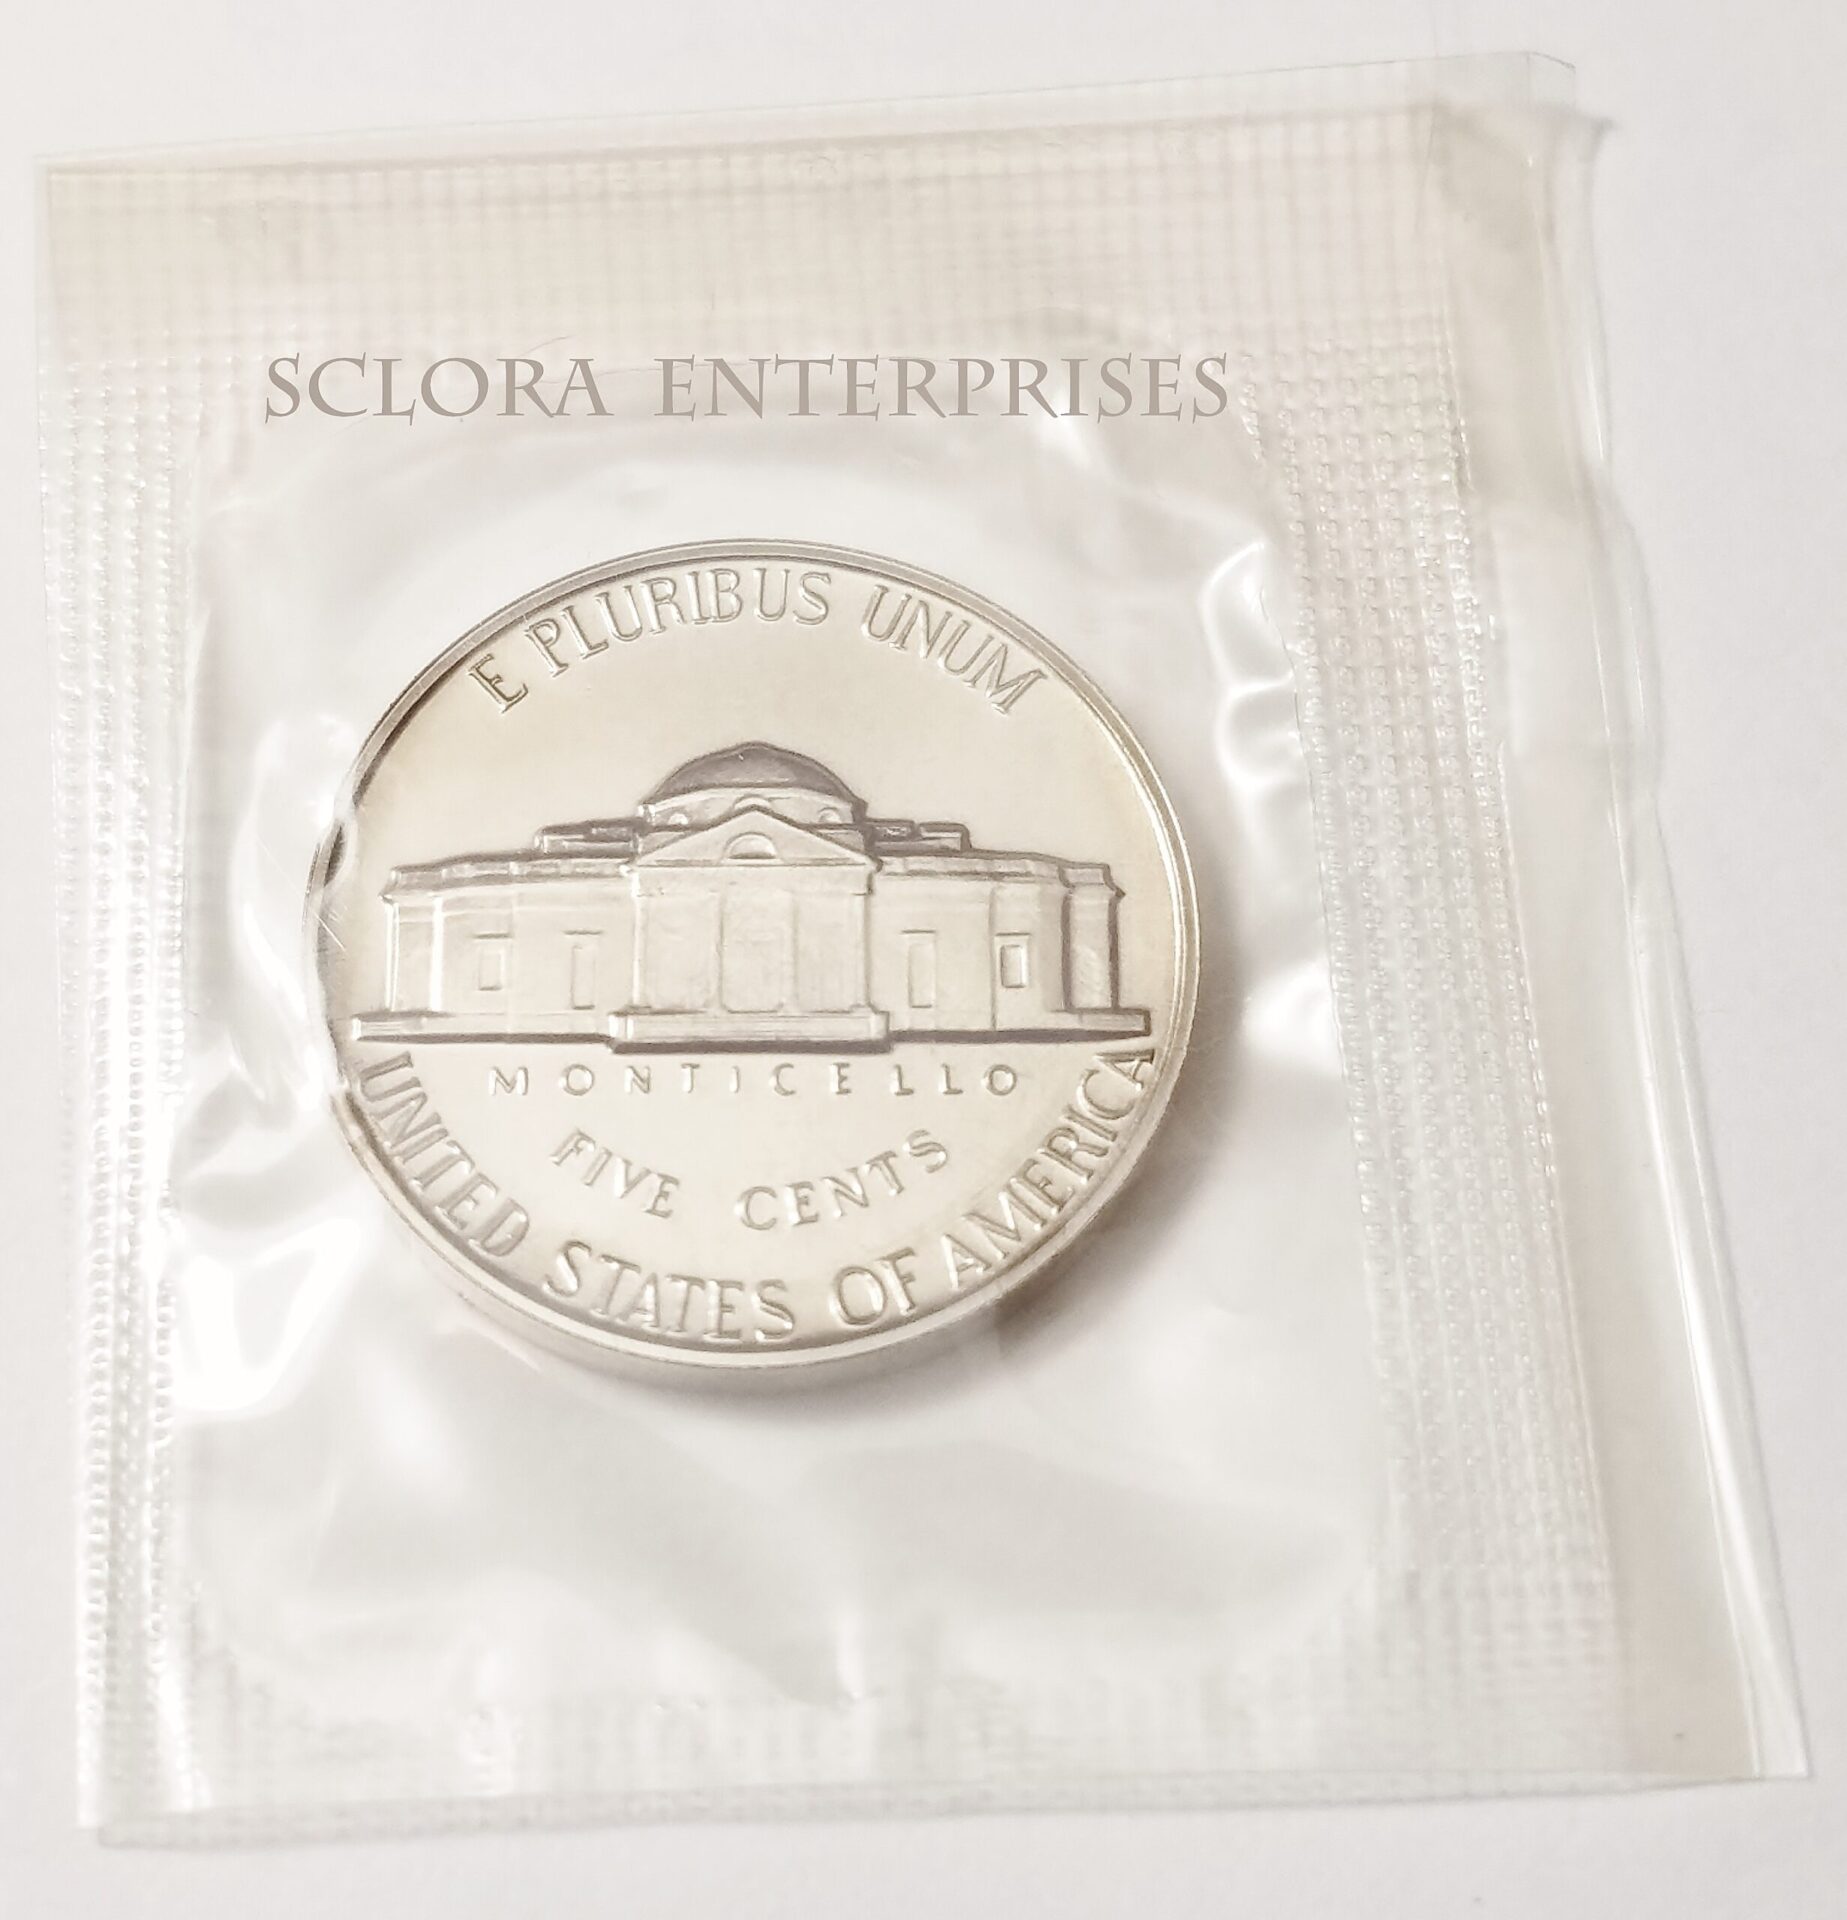 SCLORA ENTERPRISES
E PLURIBUS UNUM
MONTICELLO
FIVE CENTS
UNITED STATES OF AMERICA